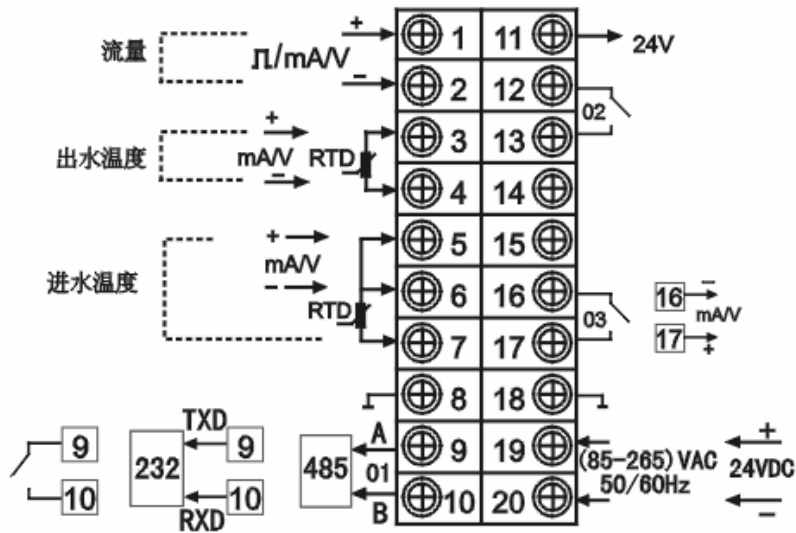 流量
+
⎍/mA/V
−
1 11
24V
2 12
02
出水温度
+
mA/V
−
RTD
3 13
4 14
进水温度
+
mA/V
-
RTD
5 15
6 16
03
7 17
16 −
mA/V
17 +
8 18
9
10
232
TXD
9
10
RXD
485
A
01
B
9 19
10 20
(85-265)VAC
50/60Hz
+
24VDC
−